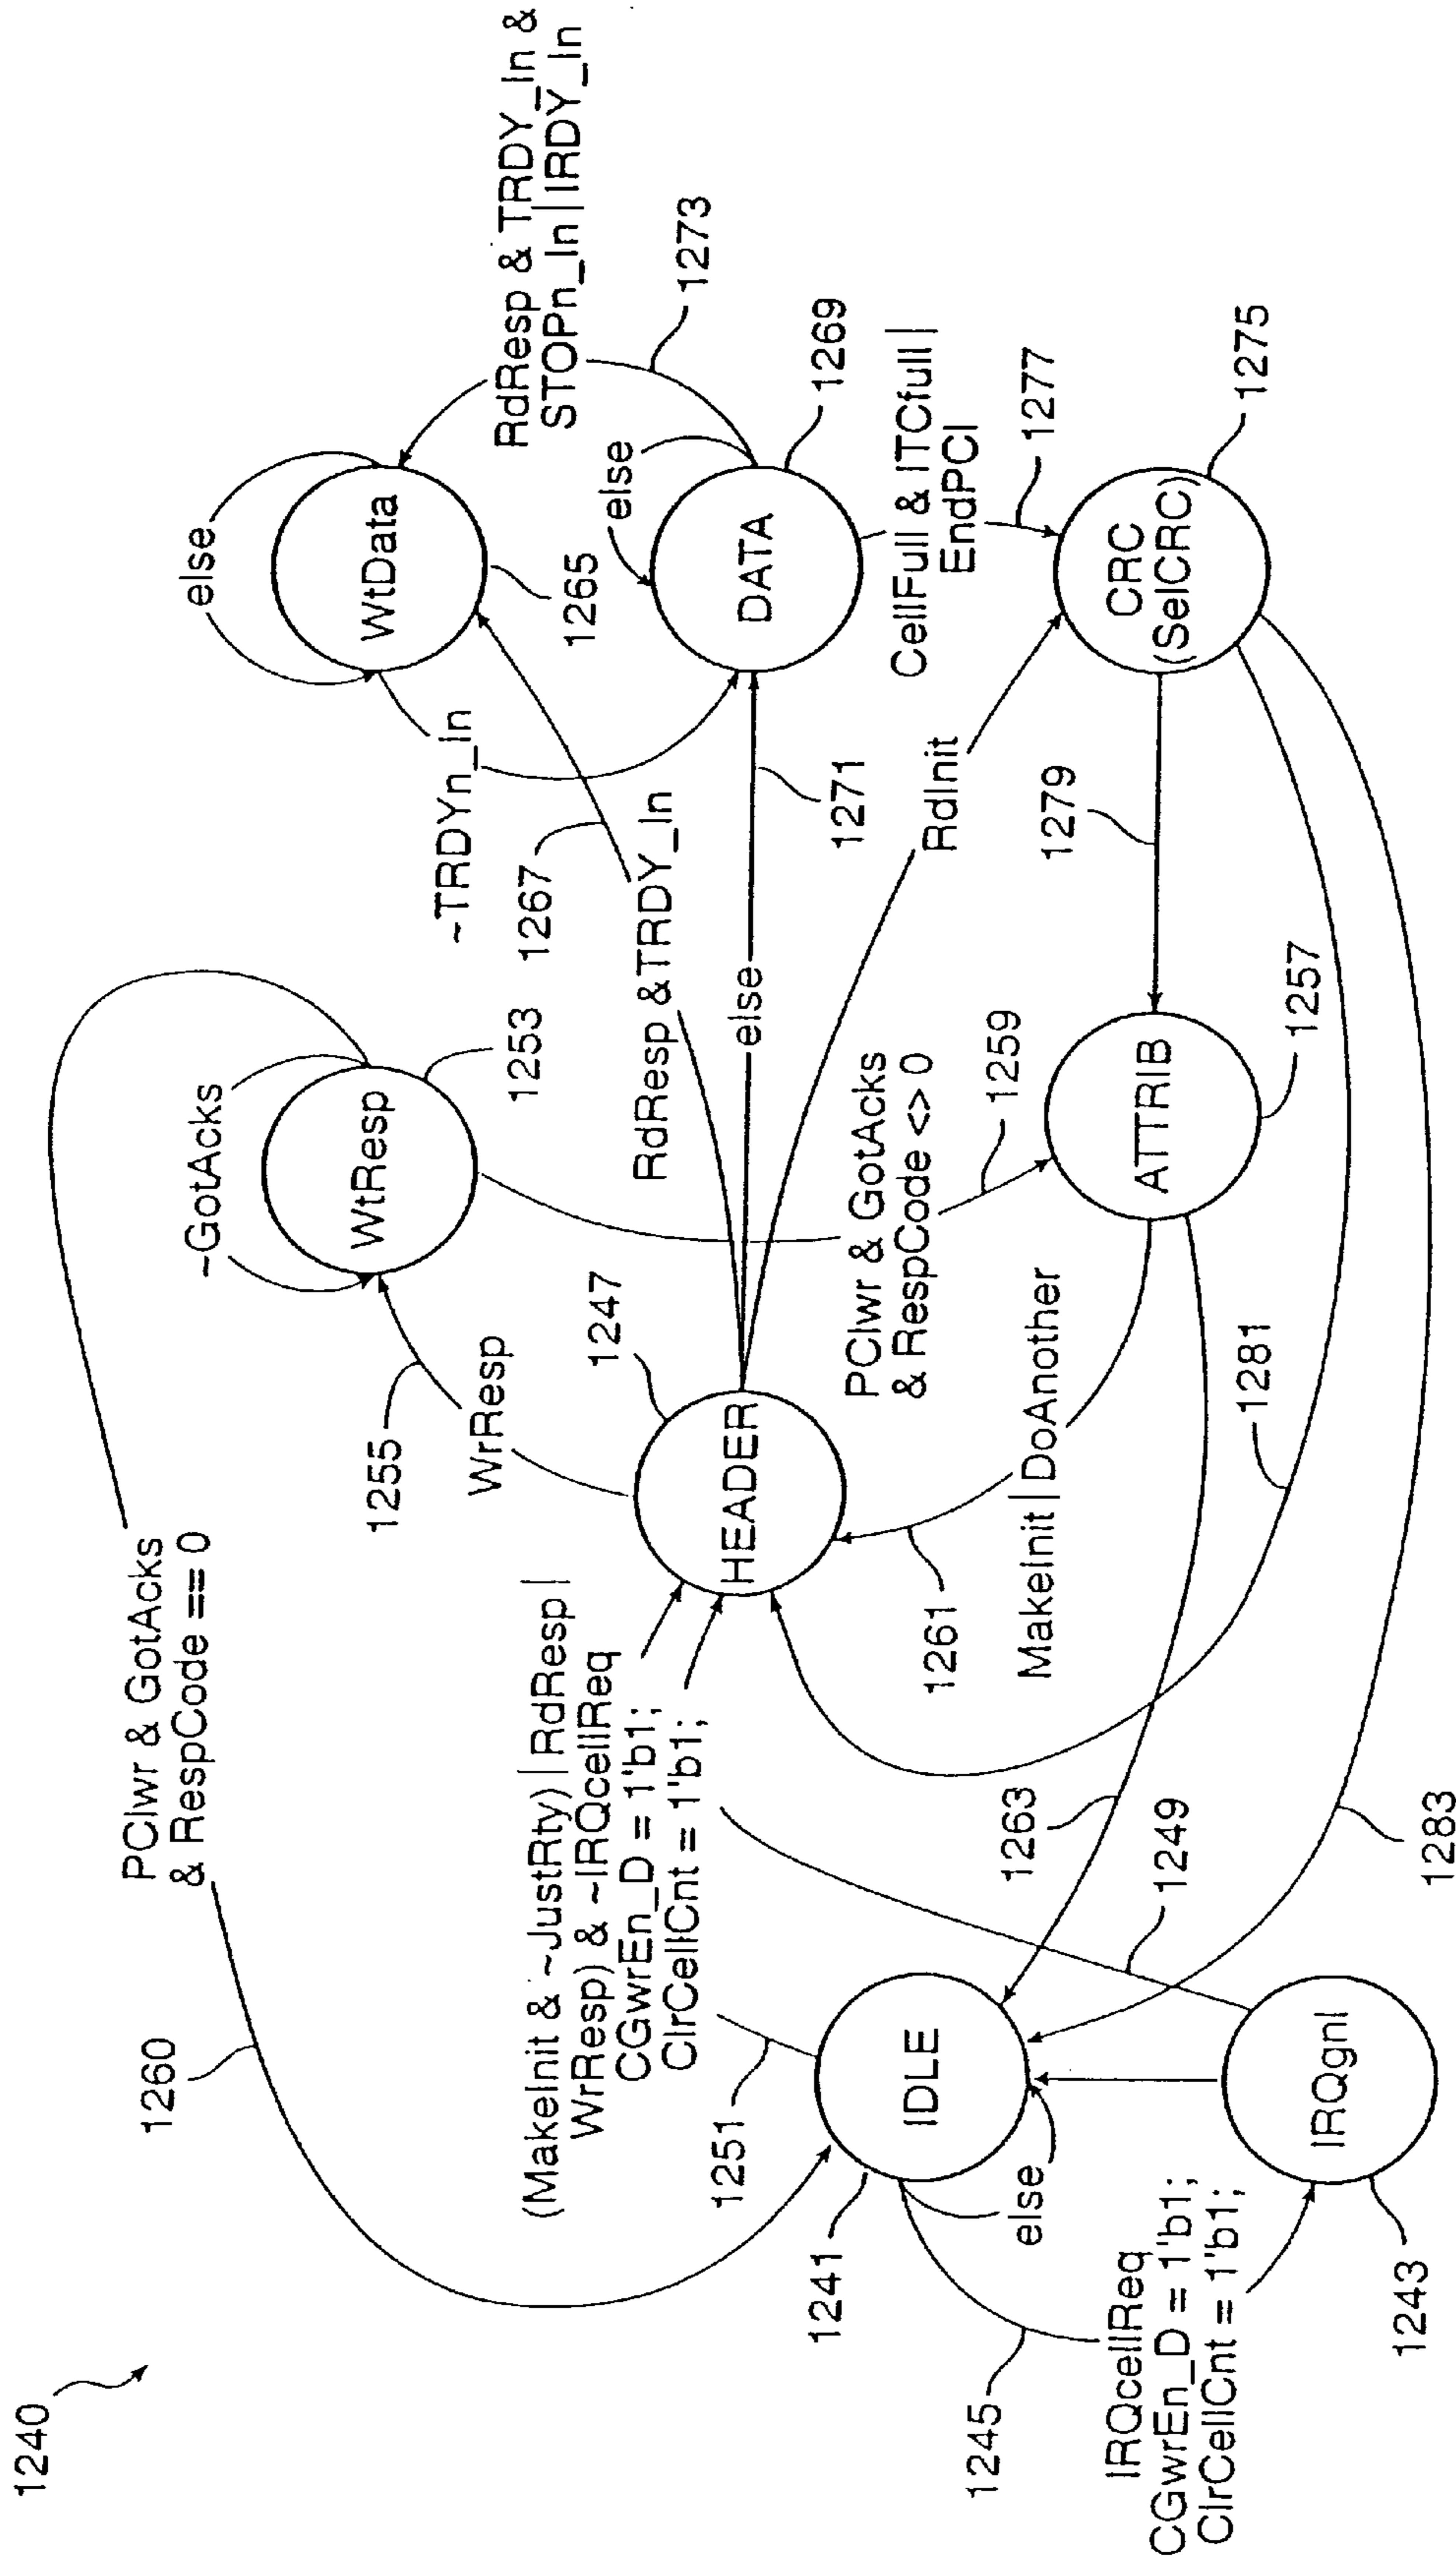 1240
1260
PCIwr & GotAcks
& RespCode == 0
~GotAcks
WtResp
1253
1255
WrResp
else
WtData
1265
~TRDYn_In
1267
RdResp & TRDY_In
RdResp & TRDY_In &
STOPn_In | IRDY_In
1273
else
DATA
1269
else
1271
1247
HEADER
(MakeInit & ~JustRty) | RdResp |
WrResp) & ~IRQcellReq
CGwrEn_D = 1'b1;
ClrCellCnt = 1'b1;
1251
1241
IDLE
else
1245
IRQcellReq
CGwrEn_D = 1'b1;
ClrCellCnt = 1'b1;
IRQgnl
1243
1249
1263
1283
1281
1261
MakeInit | DoAnother
PCIwr & GotAcks
& RespCode <> 0
1259
ATTRIB
1257
1279
RdInit
CellFull & ITCfull |
EndPCI
1277
CRC
(SelCRC)
1275